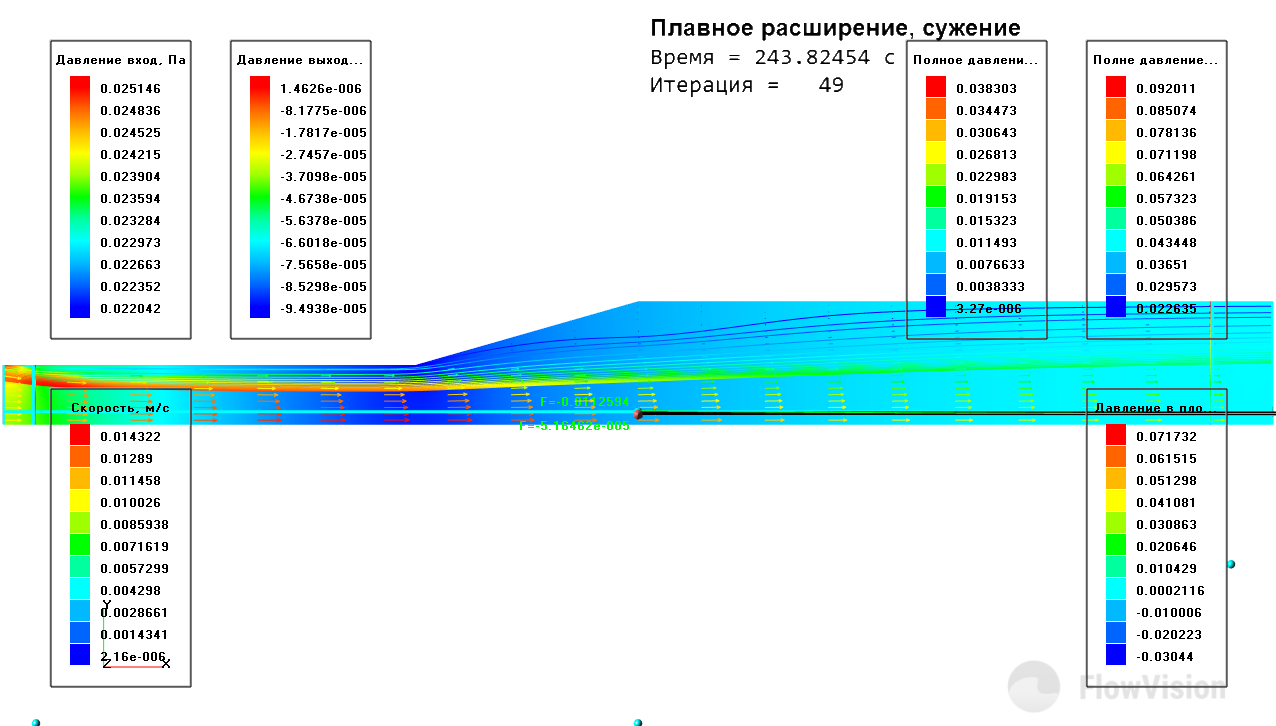 Плавное расширение, сужение
Время = 243.82454 с
Итерация = 49
Давление вход, Па
0.025146
0.024836
0.024525
0.024215
0.023904
0.023594
0.023284
0.022973
0.022663
0.022352
0.022042
Давление выход...
1.4626e-006
-8.1775e-006
-1.7817e-005
-2.7457e-005
-3.7098e-005
-4.6738e-005
-5.6378e-005
-6.6018e-005
-7.5658e-005
-8.5298e-005
-9.4938e-005
Полное давлени...
0.038303
0.034473
0.030643
0.026813
0.022983
0.019153
0.015323
0.011493
0.0076633
0.0038333
3.27e-006
Полне давление...
0.092011
0.085074
0.078136
0.071198
0.064261
0.057323
0.050386
0.043448
0.03651
0.029573
0.022635
F=-5.16462e-005
Скорость, м/с
0.014322
0.01289
0.011458
0.010026
0.0085938
0.0071619
0.0057299
0.004298
0.0028661
0.0014341
2.16e-006
Y
Z
X
Давление в пло...
0.071732
0.061515
0.051298
0.041081
0.030863
0.020646
0.010429
0.0002116
-0.010006
-0.020223
-0.03044
FlowVision